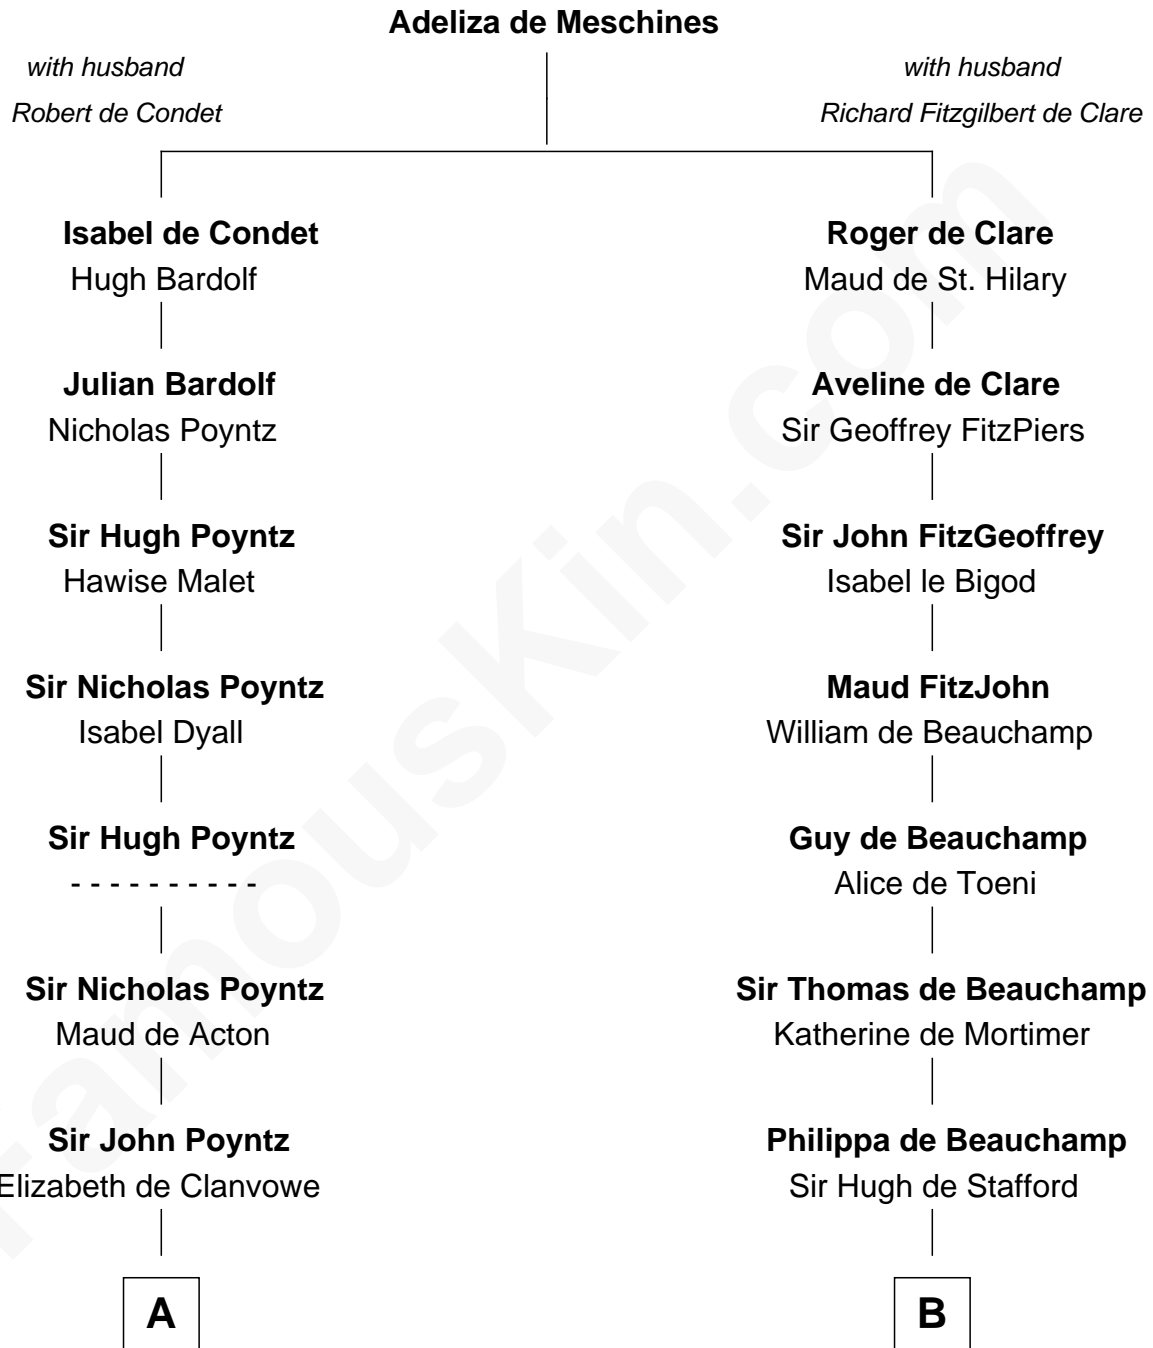 Adeliza de Meschines
with husband
Robert de Condet
with husband
Richard Fitzgilbert de Clare
Isabel de Condet
Hugh Bardolf
Roger de Clare
Maud de St. Hilary
Julian Bardolf
Nicholas Poyntz
Aveline de Clare
Sir Geoffrey FitzPiers
Sir Hugh Poyntz
Hawise Malet
Sir John FitzGeoffrey
Isabel le Bigod
Sir Nicholas Poyntz
Isabel Dyall
Maud FitzJohn
William de Beauchamp
Sir Hugh Poyntz
- - - - - - - - - -
Guy de Beauchamp
Alice de Toeni
Sir Nicholas Poyntz
Maud de Acton
Sir Thomas de Beauchamp
Katherine de Mortimer
Sir John Poyntz
Elizabeth de Clanvowe
Philippa de Beauchamp
Sir Hugh de Stafford
A
B
FamousKin.com